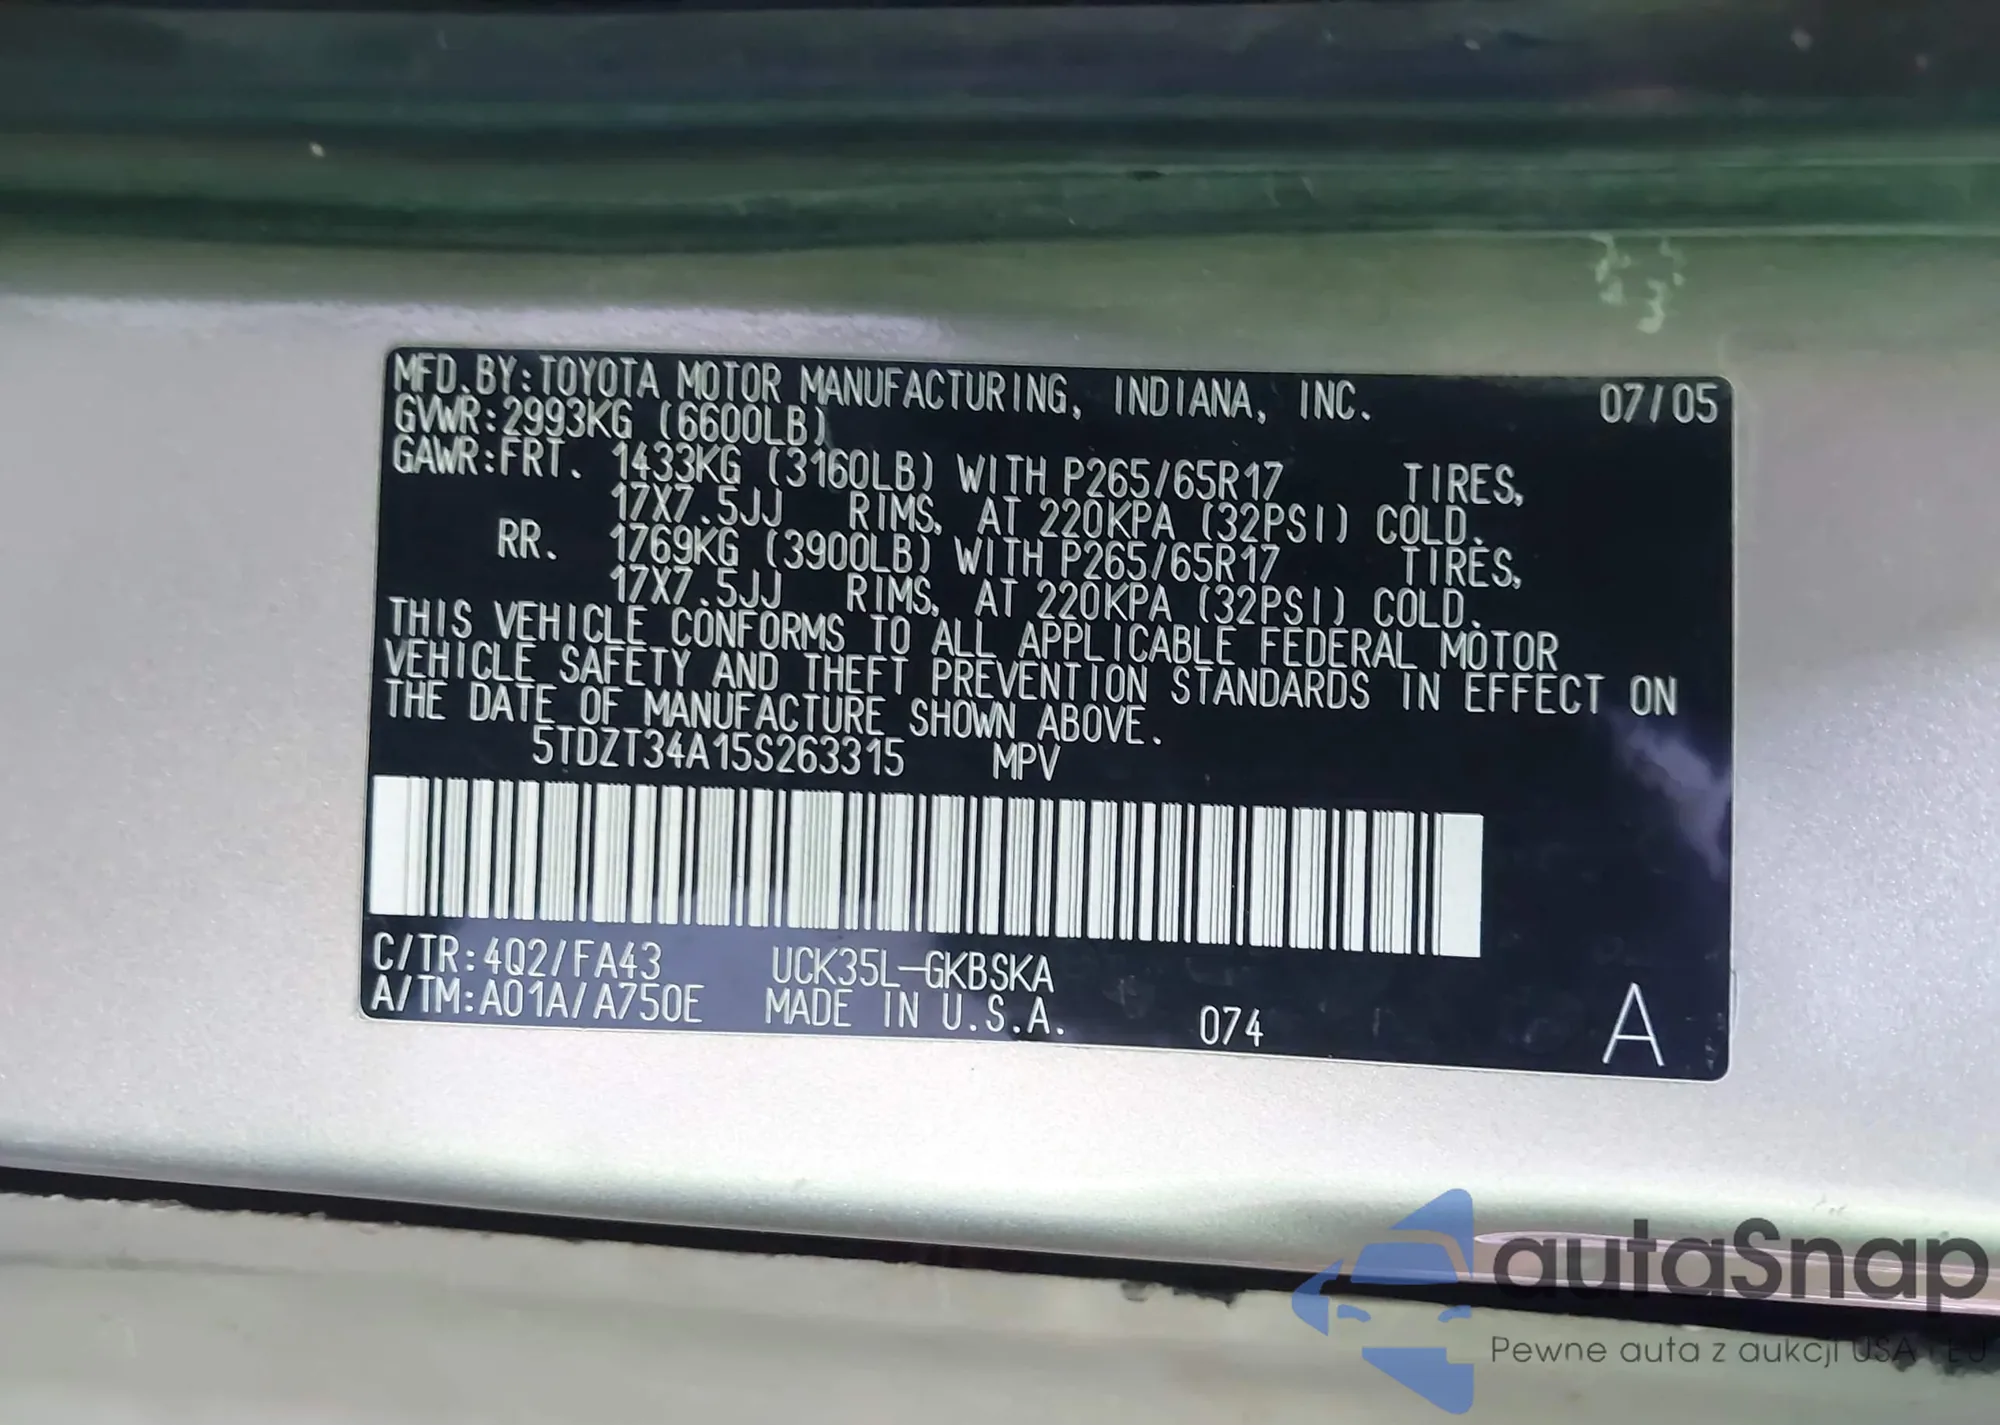 MFD.BY:TOYOTA MOTOR MANUFACTURING, INDIANA, INC. 07/05
GVWR:2993KG (6600LB)
GAWR:FRT. 1433KG (3160LB) WITH P265/65R17 TIRES,
17X7.5JJ RIMS, AT 220KPA (32PSI) COLD.
RR. 1769KG (3900LB) WITH P265/65R17 TIRES,
17X7.5JJ RIMS, AT 220KPA (32PSI) COLD.
THIS VEHICLE CONFORMS TO ALL APPLICABLE FEDERAL MOTOR
VEHICLE SAFETY AND THEFT PREVENTION STANDARDS IN EFFECT ON
THE DATE OF MANUFACTURE SHOWN ABOVE.
5TDZT34A15S263315 MPV
C/TR:4Q2/FA43 UCK35L-GKBSKA
A/TM:A01A/A750E MADE IN U.S.A. 074 A
autaSnap
Pewne auta z aukcji USA i EU